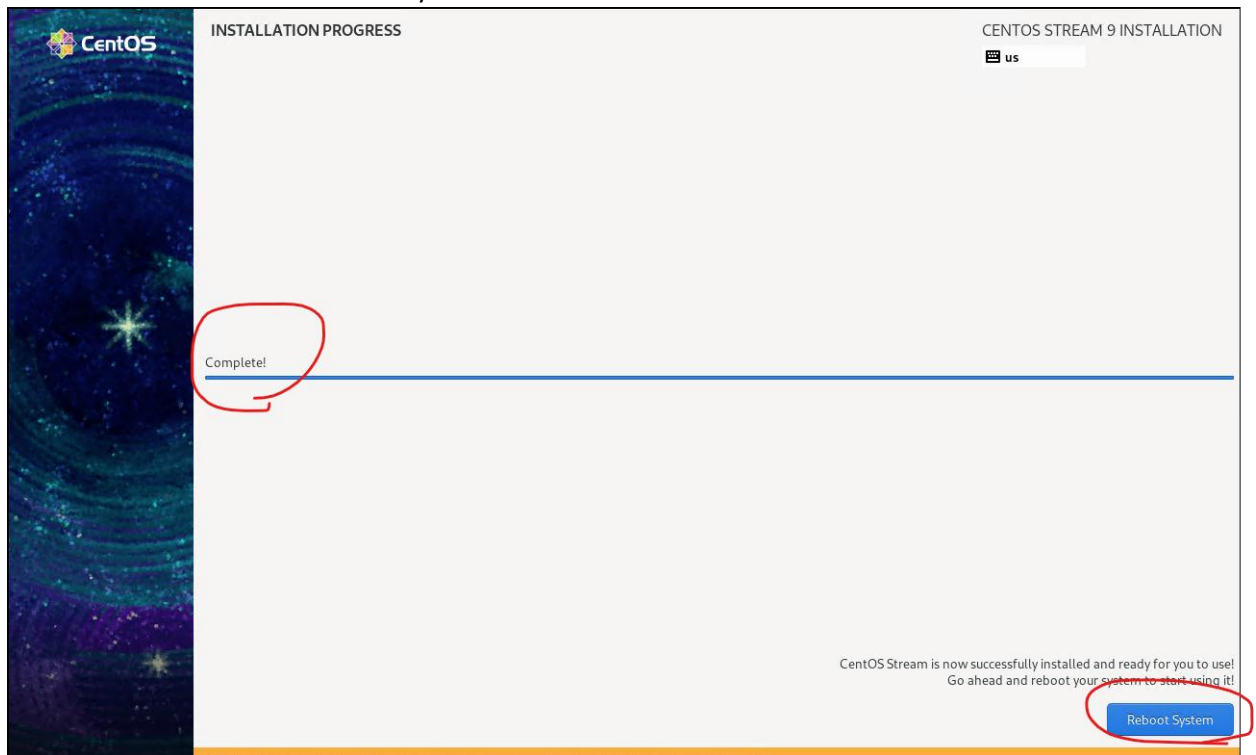 CentOS
INSTALLATION PROGRESS
CENTOS STREAM 9 INSTALLATION
us
Complete!
CentOS Stream is now successfully installed and ready for you to use!
Go ahead and reboot your system to start using it!
Reboot System